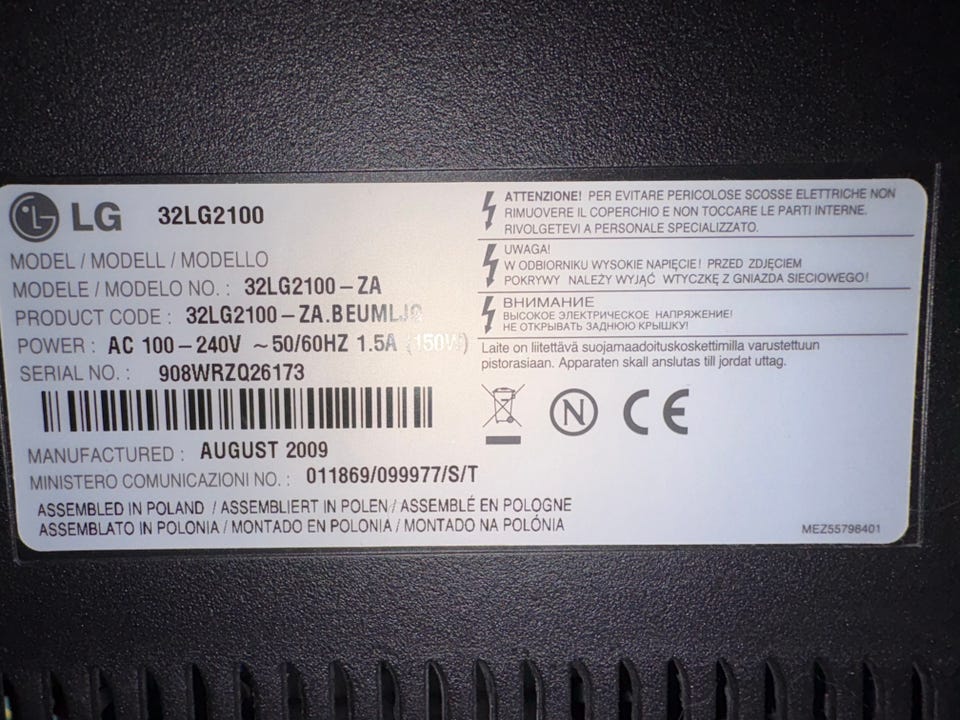 LG 32LG2100
MODEL / MODELL / MODELLO
MODELE / MODELO NO. : 32LG2100-ZA
PRODUCT CODE : 32LG2100-ZA.BEUMLJG
POWER : AC 100-240V ~50/60HZ 1.5A (150W)
SERIAL NO. : 908WRZQ26173
MANUFACTURED : AUGUST 2009
MINISTERO COMUNICAZIONI NO. : 011869/099977/S/T
ASSEMBLED IN POLAND / ASSEMBLIERT IN POLEN / ASSEMBLÉ EN POLOGNE
ASSEMBLATO IN POLONIA / MONTADO EN POLONIA / MONTADO NA POLÓNIA
ATTENZIONE! PER EVITARE PERICOLOSE SCOSSE ELETTRICHE NON
RIMUOVERE IL COPERCHIO E NON TOCCARE LE PARTI INTERNE.
RIVOLGETEVI A PERSONALE SPECIALIZZATO.
UWAGA!
W ODBIORNIKU WYSOKIE NAPIĘCIE! PRZED ZDJĘCIEM
POKRYWY NALEŻY WYJĄĆ WTYCZKĘ Z GNIAZDA SIECIOWEGO!
ВНИМАНИЕ
ВЫСОКОЕ ЭЛЕКТРИЧЕСКОЕ НАПРЯЖЕНИЕ!
НЕ ОТКРЫВАТЬ ЗАДНЮЮ КРЫШКУ!
Laite on liitettävä suojamaadoituskoskettimilla varustettuun
pistorasiaan. Apparaten skall anslutas till jordat uttag.
N CE
MEZ55798401